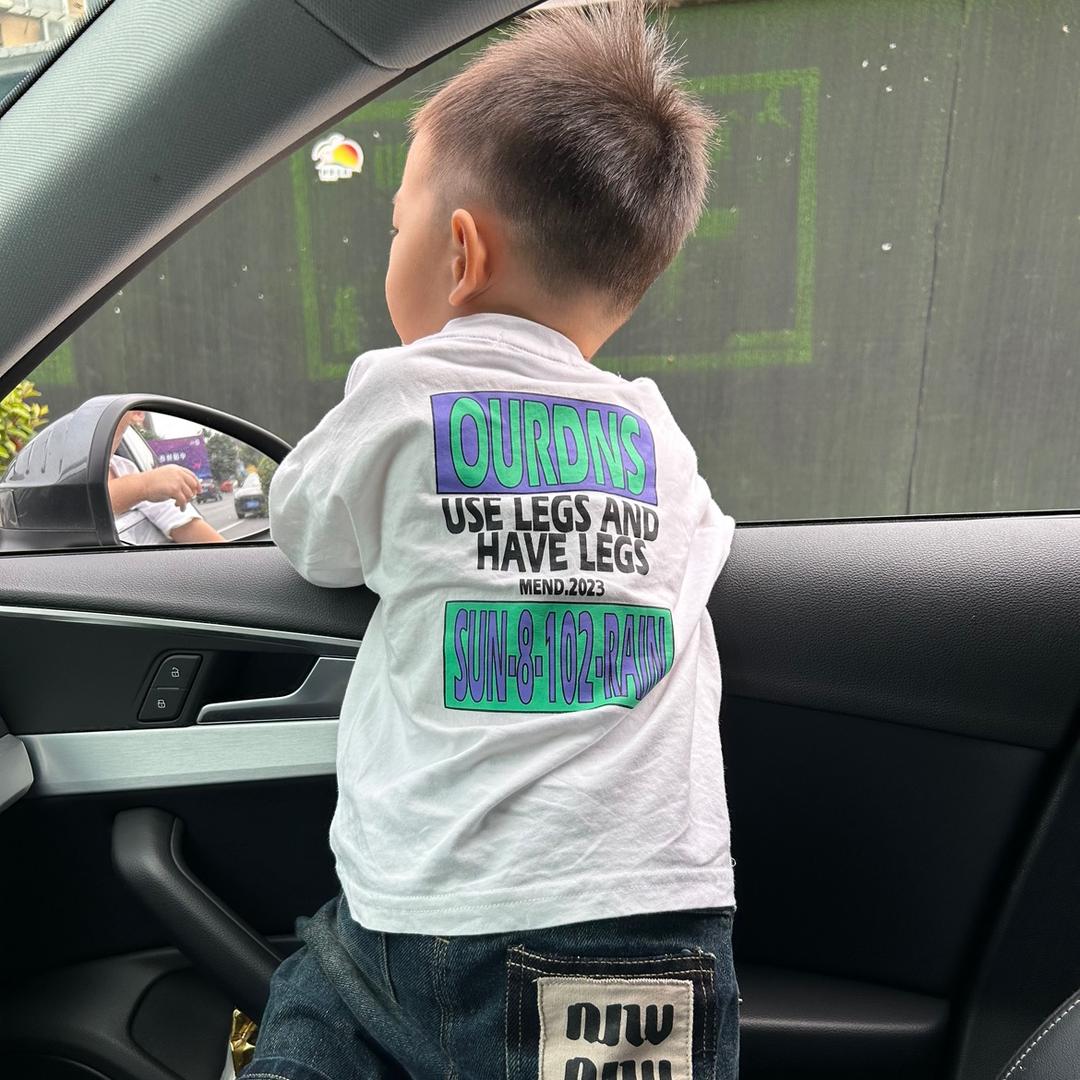 OURDNS
USE LEGS AND
HAVE LEGS
MEND.2023
SUN-8-102-RAIN